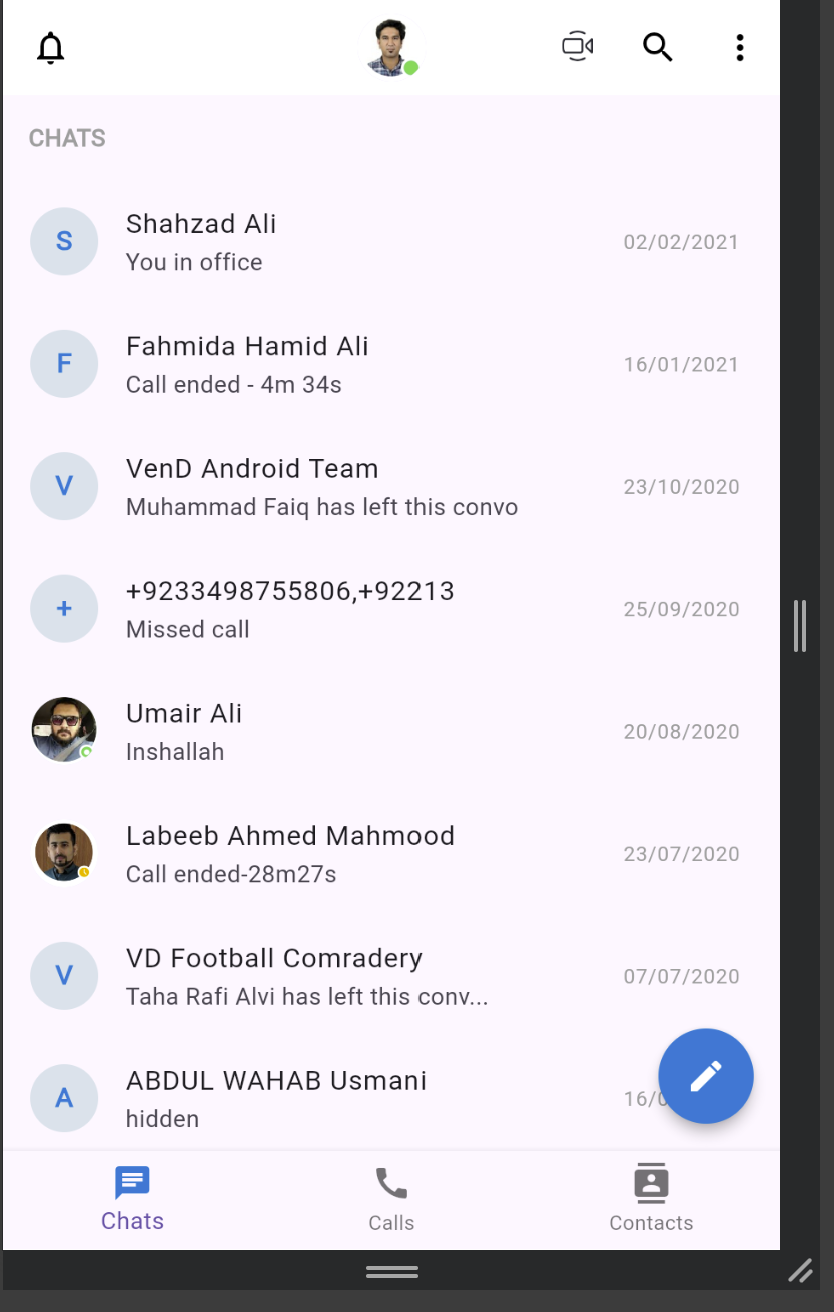 CHATS
S
Shahzad Ali
02/02/2021
You in office
F
Fahmida Hamid Ali
16/01/2021
Call ended - 4m 34s
V
VenD Android Team
23/10/2020
Muhammad Faiq has left this convo
+
+9233498755806,+92213
25/09/2020
Missed call
Umair Ali
20/08/2020
Inshallah
Labeeb Ahmed Mahmood
23/07/2020
Call ended-28m27s
V
VD Football Comradery
07/07/2020
Taha Rafi Alvi has left this conv...
A
ABDUL WAHAB Usmani
hidden
Chats
Calls
Contacts